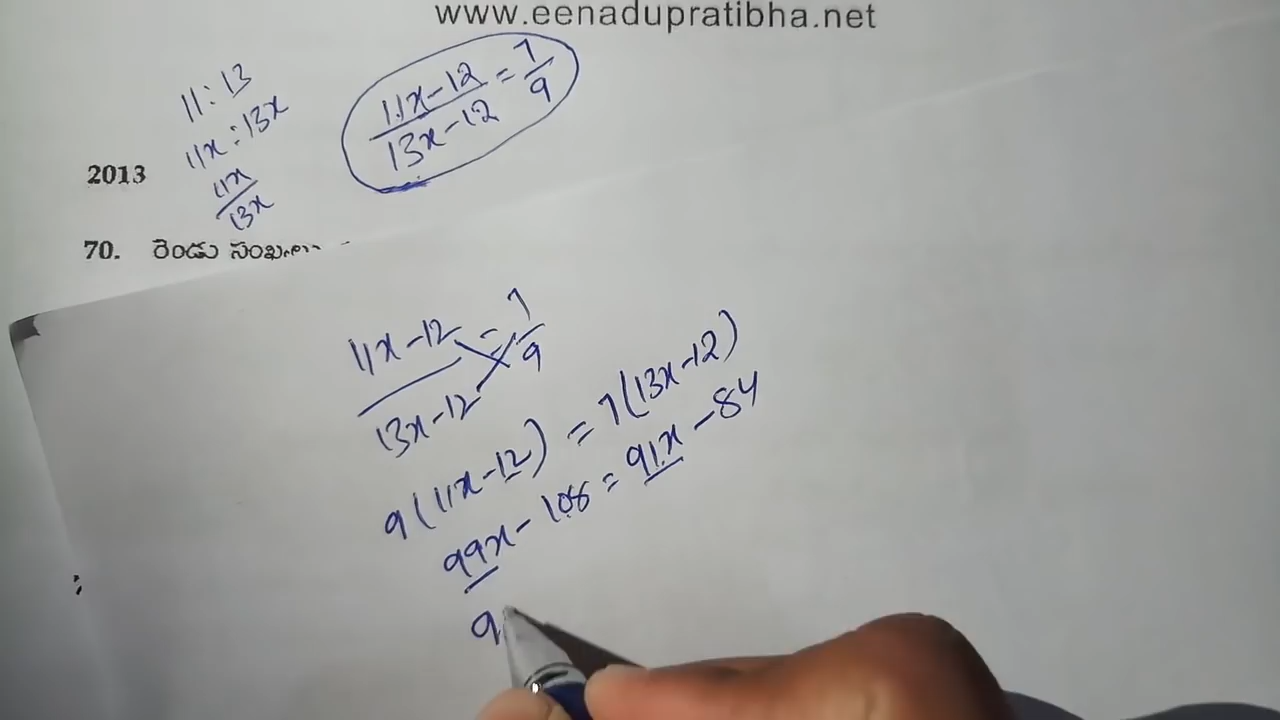 www.eenadupratibha.net
11:13
11x:13x
11x/13x
11x-12/13x-12 = 7/9
2013
70. రెండు
11x-12/13x-12 = 7/9
9(11x-12) = 7(13x-12)
99x-108 = 91x-84
9